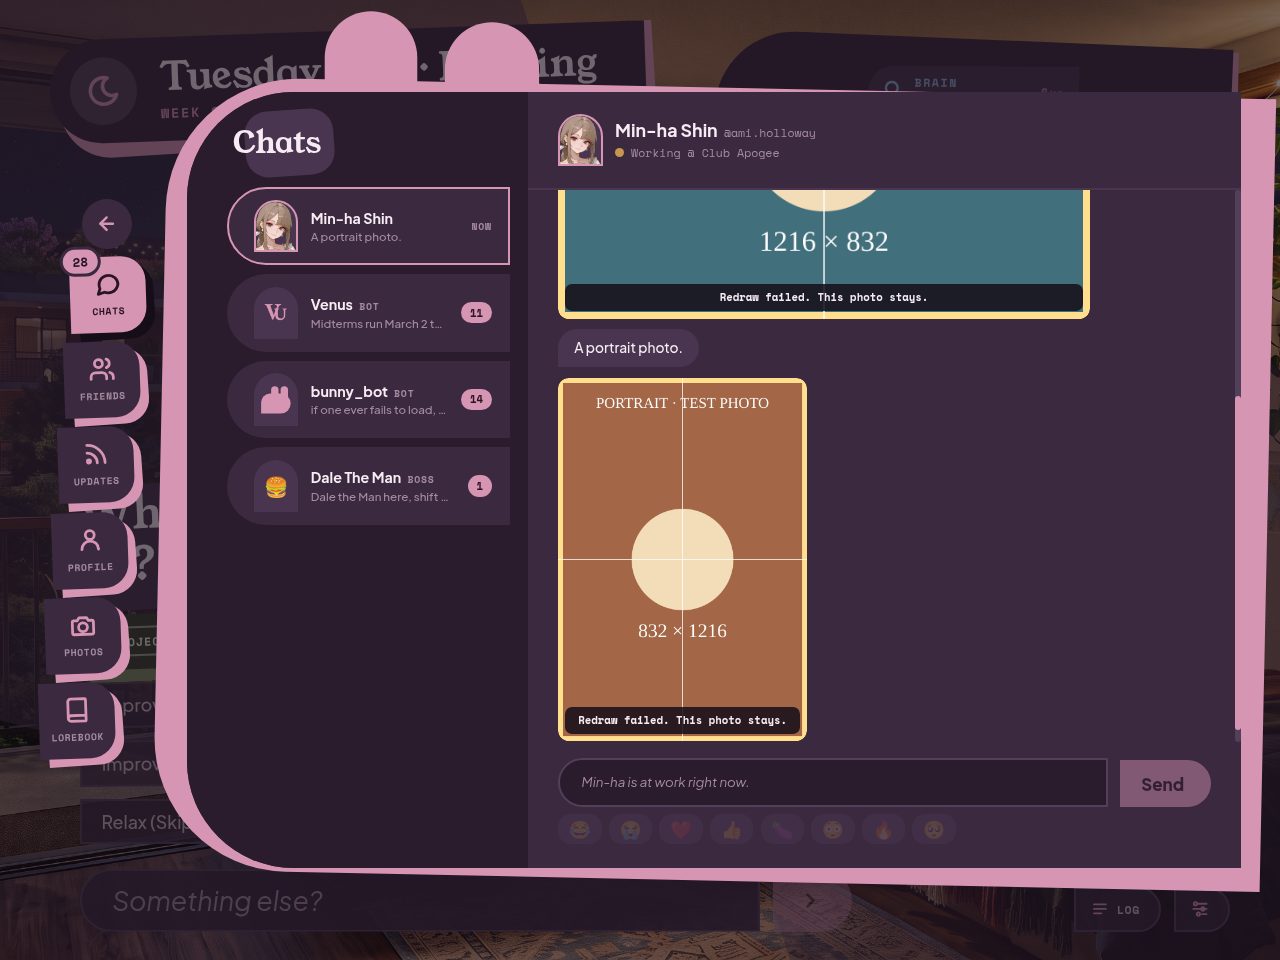 Tuesday
WEEK
BRAIN
Chats
Min-ha Shin @ami.holloway
Working @ Club Apogee
28
CHATS
FRIENDS
UPDATES
PROFILE
PHOTOS
LOREBOOK
Min-ha Shin
A portrait photo.
NOW
Venus BOT
Midterms run March 2 t...
11
bunny_bot BOT
if one ever fails to load, ...
14
Dale The Man BOSS
Dale the Man here, shift ...
1
1216 × 832
Redraw failed. This photo stays.
A portrait photo.
PORTRAIT · TEST PHOTO
832 × 1216
Redraw failed. This photo stays.
Min-ha is at work right now.
Send
Relax (Skip
Something else?
LOG